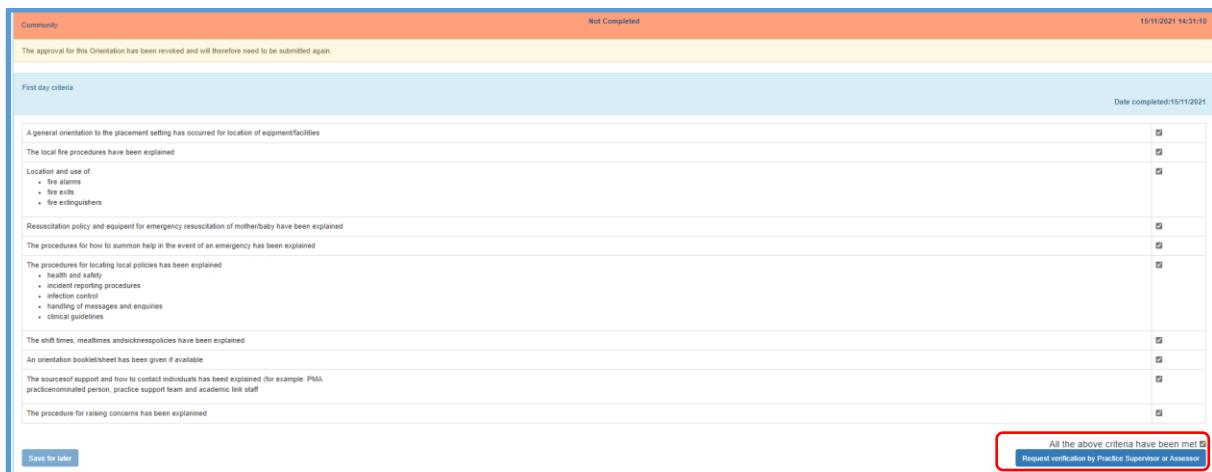 Community Not Completed 15/11/2021 14:31:10
The approval for this Orientation has been revoked and will therefore need to be submitted again.
First day criteria
Date completed:15/11/2021
A general orientation to the placement setting has occurred for location of eqipment/facilities
The local fire procedures have been explained
Location and use of:
• fire alarms
• fire exits
• fire extinguishers
Resuscitation policy and equipent for emergency resuscitation of mother/baby have been explained
The procedures for how to summon help in the event of an emergency has been explained
The procedures for locating local policies has been explained
• health and safety
• incident reporting procedures
• infection control
• handling of messages and enquiries
• clinical guidelines
The shift times, mealtimes andsicknesspolicies have been explained
An orientation booklet/sheet has been given if available
The sourcesof support and how to contact individuals has beed explained (for example: PMA
practicenominated person, practice support team and academic link staff
The procedure for raising concerns has been explanined
All the above criteria have been met
Save for later Request verification by Practice Supervisor or Assessor